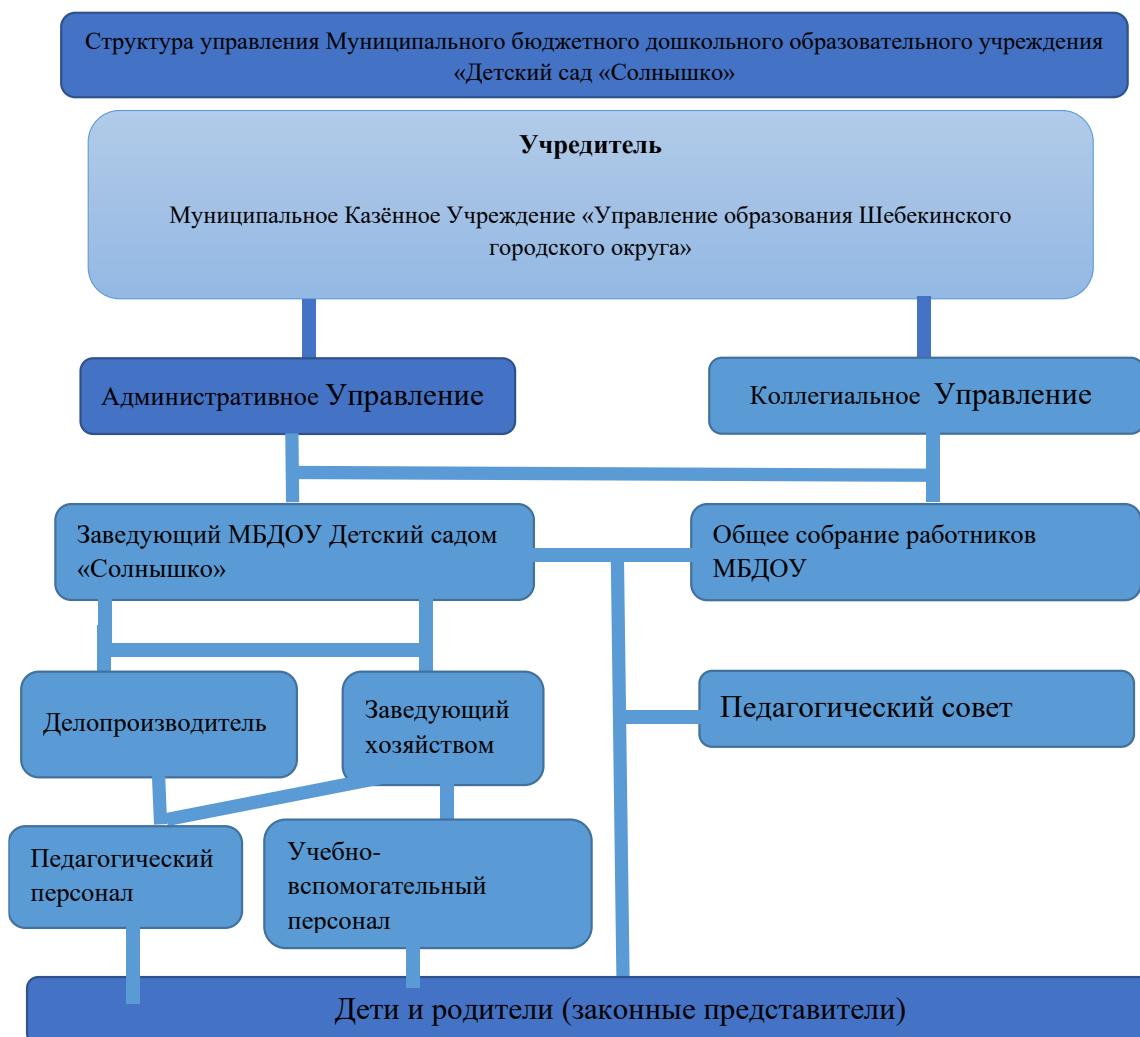 Структура управления Муниципального бюджетного дошкольного образовательного учреждения
«Детский сад «Солнышко»
Учредитель
Муниципальное Казённое Учреждение «Управление образования Шебекинского
городского округа»
Административное Управление
Коллегиальное Управление
Заведующий МБДОУ Детский садом
«Солнышко»
Общее собрание работников
МБДОУ
Делопроизводитель
Заведующий
хозяйством
Педагогический совет
Педагогический
персонал
Учебно-
вспомогательный
персонал
Дети и родители (законные представители)